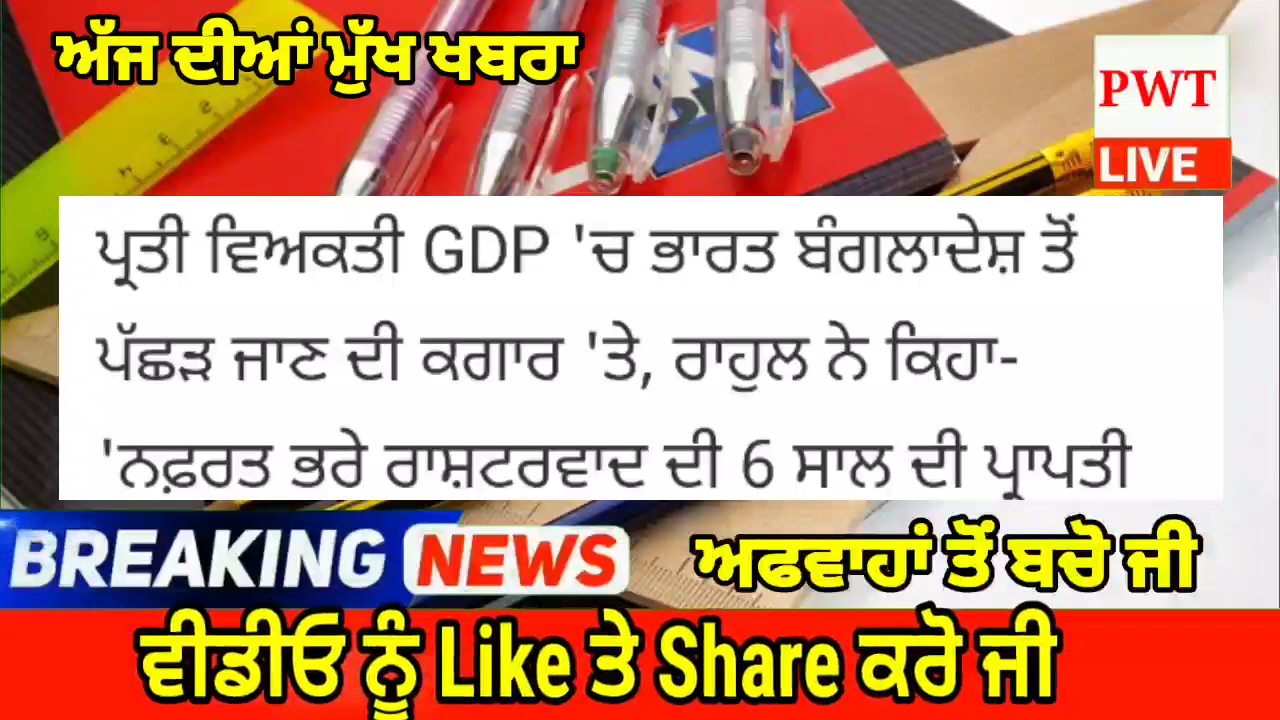 ਅੱਜ ਦੀਆਂ ਮੁੱਖ ਖਬਰਾ
PWT
LIVE
ਪ੍ਰਤੀ ਵਿਅਕਤੀ GDP 'ਚ ਭਾਰਤ ਬੰਗਲਾਦੇਸ਼ ਤੋਂ
ਪੱਛੜ ਜਾਣ ਦੀ ਕਗਾਰ 'ਤੇ, ਰਾਹੁਲ ਨੇ ਕਿਹਾ-
'ਨਫ਼ਰਤ ਭਰੇ ਰਾਸ਼ਟਰਵਾਦ ਦੀ 6 ਸਾਲ ਦੀ ਪ੍ਰਾਪਤੀ
BREAKING NEWS
ਅਫਵਾਹਾਂ ਤੋਂ ਬਚੋ ਜੀ
ਵੀਡੀਓ ਨੂੰ Like ਤੇ Share ਕਰੋ ਜੀ